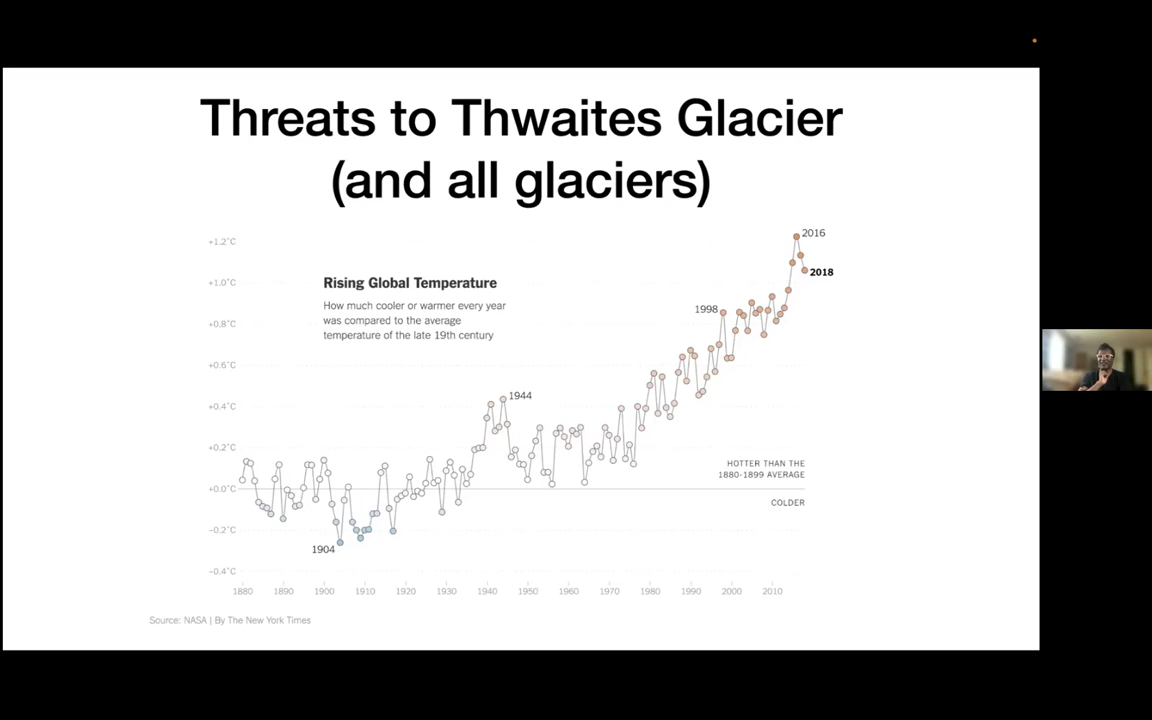 Threats to Thwaites Glacier
(and all glaciers)
+1.2°C
2016
2018
+1.0°C
Rising Global Temperature
How much cooler or warmer every year
was compared to the average
temperature of the late 19th century
1998
+0.8°C
+0.6°C
+0.4°C
1944
+0.2°C
HOTTER THAN THE
1880-1899 AVERAGE
+0.0°C
COLDER
−0.2°C
1904
−0.4°C
1880 1890 1900 1910 1920 1930 1940 1950 1960 1970 1980 1990 2000 2010
Source: NASA | By The New York Times